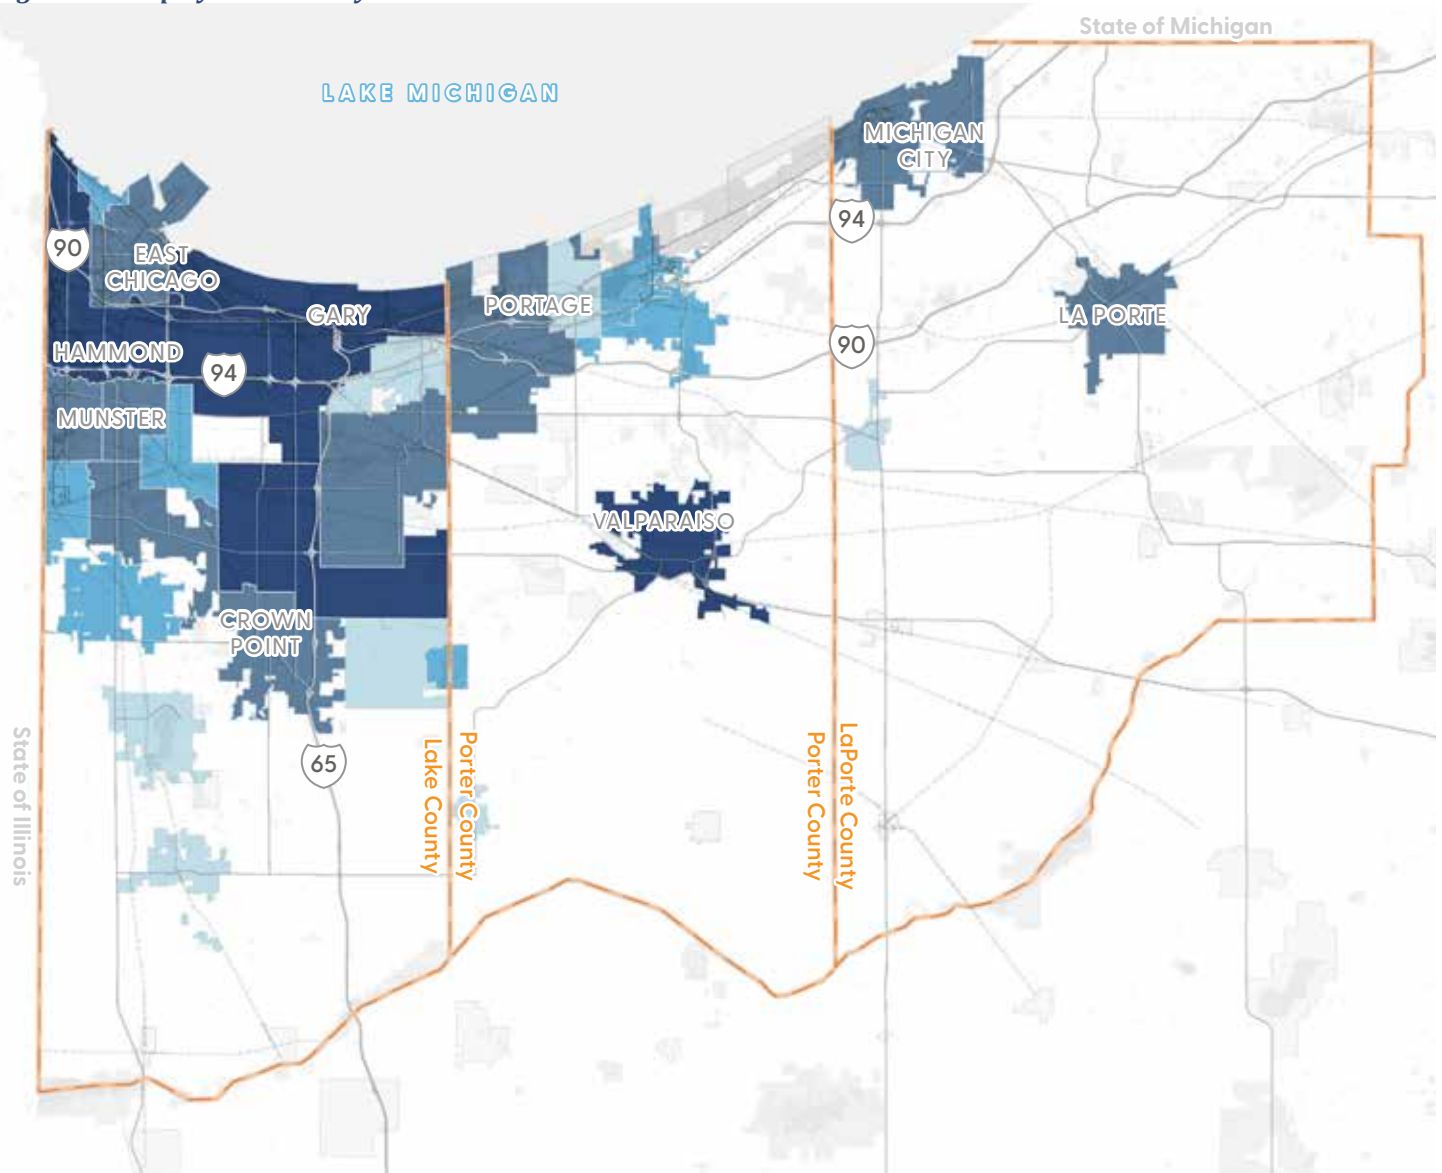 State of Michigan
LAKE MICHIGAN
MICHIGAN
CITY
94
90
EAST
CHICAGO
PORTAGE
GARY
LA PORTE
90
HAMMOND
94
MUNSTER
VALPARAISO
CROWN
POINT
65
State of Illinois
Lake County
Porter County
Porter County
LaPorte County